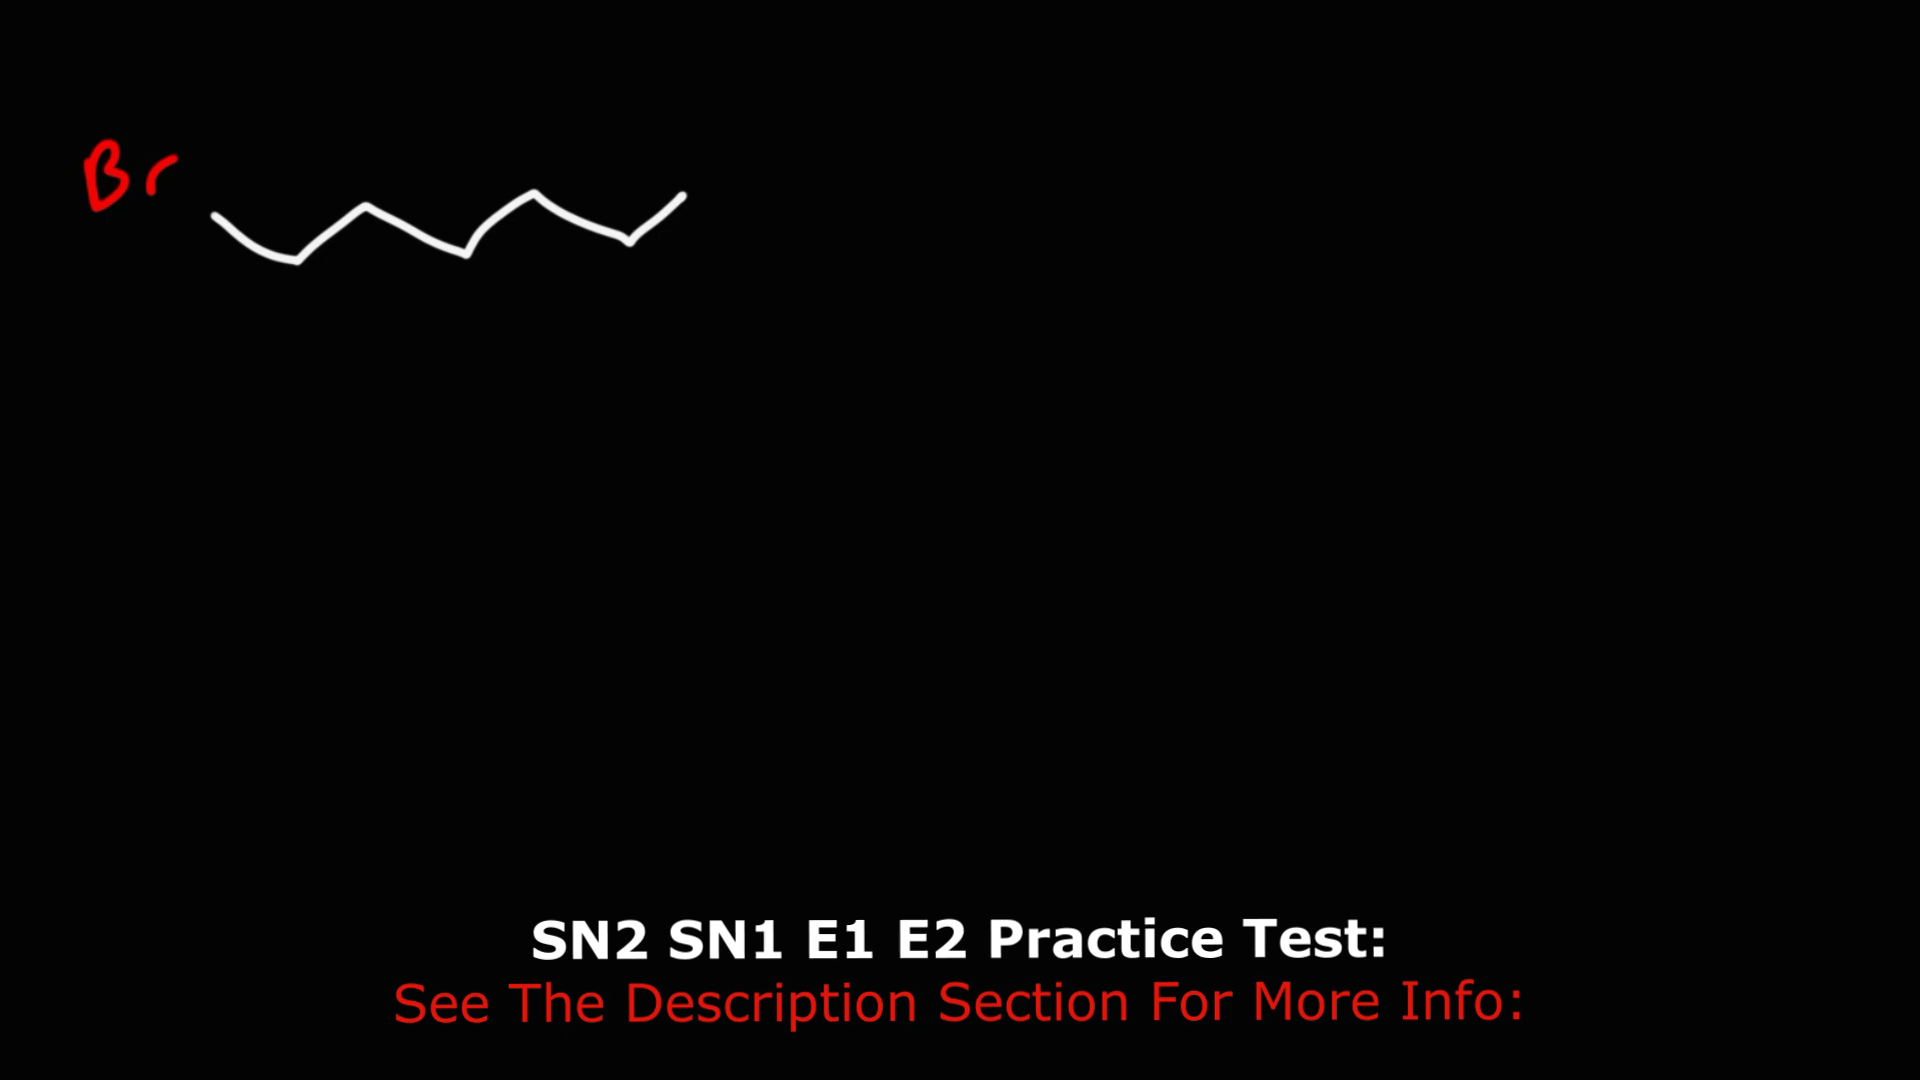 Br
SN2 SN1 E1 E2 Practice Test:
See The Description Section For More Info: